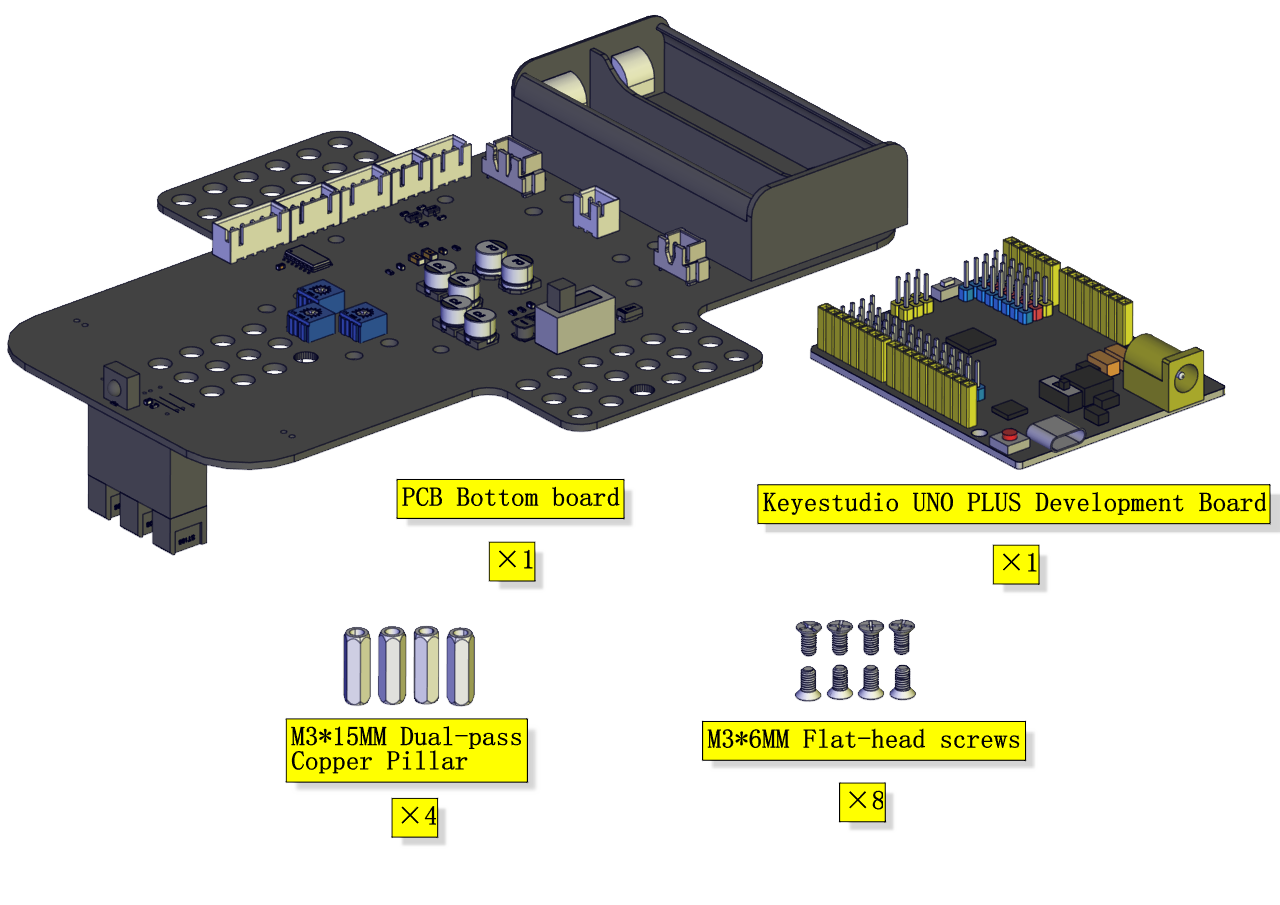 PCB Bottom board
×1
Keyestudio UNO PLUS Development Board
×1
M3*15MM Dual-pass
Copper Pillar
×4
M3*6MM Flat-head screws
×8